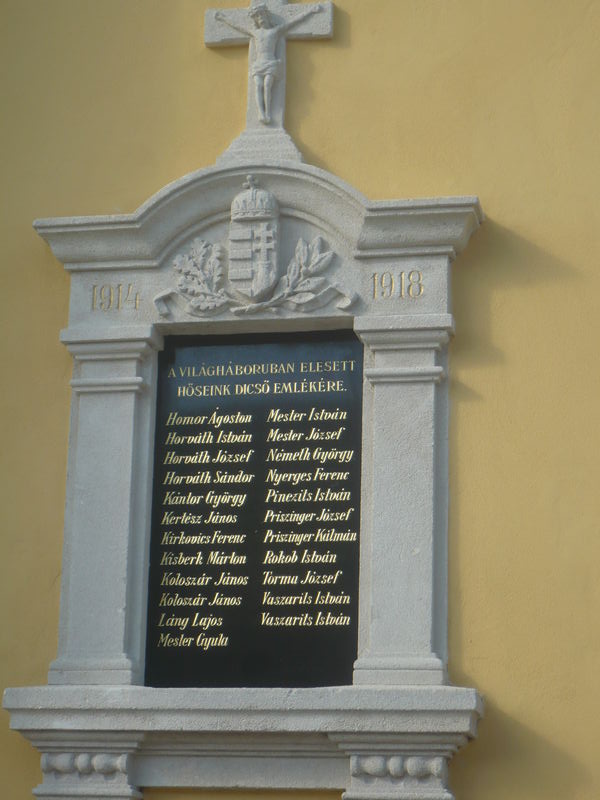 1914
1918
A VILÁGHÁBORUBAN ELESETT
HŐSEINK DICSŐ EMLÉKÉRE.
Homor Ágoston
Horváth István
Horváth József
Horváth Sándor
Kántor György
Kertész János
Kirkovics Ferenc
Kisberk Márton
Koloszár János
Koloszár János
Láng Lajos
Mesler Gyula
Mester István
Mester József
Németh György
Nyerges Ferenc
Pinezits István
Priszinger József
Priszinger Kálmán
Rokob István
Torma József
Vaszarits István
Vaszarits István